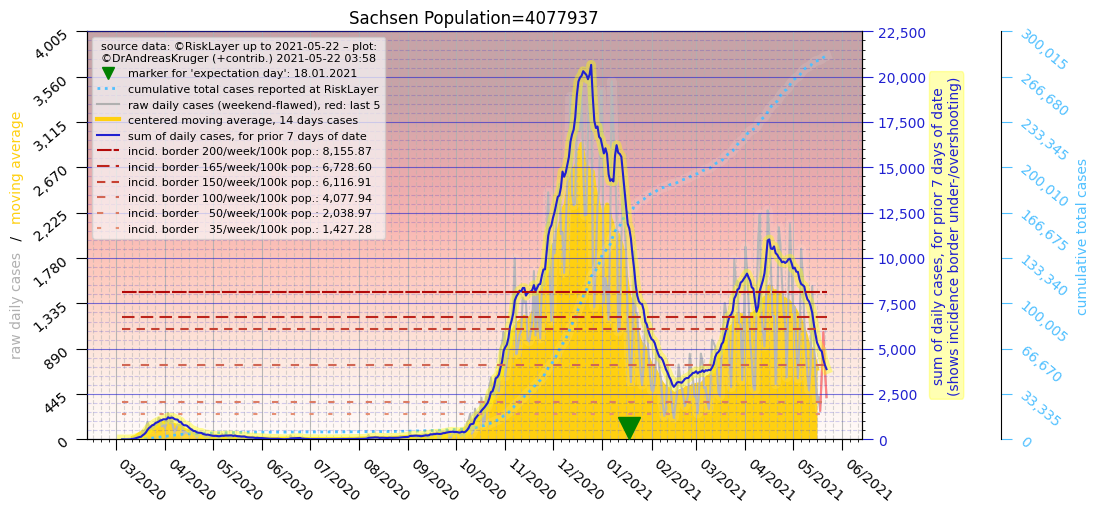 Sachsen Population=4077937
source data: ©RiskLayer up to 2021-05-22 – plot:
©DrAndreasKruger (+contrib.) 2021-05-22 03:58
marker for 'expectation day': 18.01.2021
cumulative total cases reported at RiskLayer
raw daily cases (weekend-flawed), red: last 5
centered moving average, 14 days cases
sum of daily cases, for prior 7 days of date
incid. border 200/week/100k pop.: 8,155.87
incid. border 165/week/100k pop.: 6,728.60
incid. border 150/week/100k pop.: 6,116.91
incid. border 100/week/100k pop.: 4,077.94
incid. border   50/week/100k pop.: 2,038.97
incid. border   35/week/100k pop.: 1,427.28
raw daily cases / moving average
4,005
3,560
3,115
2,670
2,225
1,780
1,335
890
445
0
03/2020
04/2020
05/2020
06/2020
07/2020
08/2020
09/2020
10/2020
11/2020
12/2020
01/2021
02/2021
03/2021
04/2021
05/2021
06/2021
22,500
20,000
17,500
15,000
12,500
10,000
7,500
5,000
2,500
0
sum of daily cases, for prior 7 days of date
(shows incidence border under-/overshooting)
300,015
266,680
233,345
200,010
166,675
133,340
100,005
66,670
33,335
0
cumulative total cases